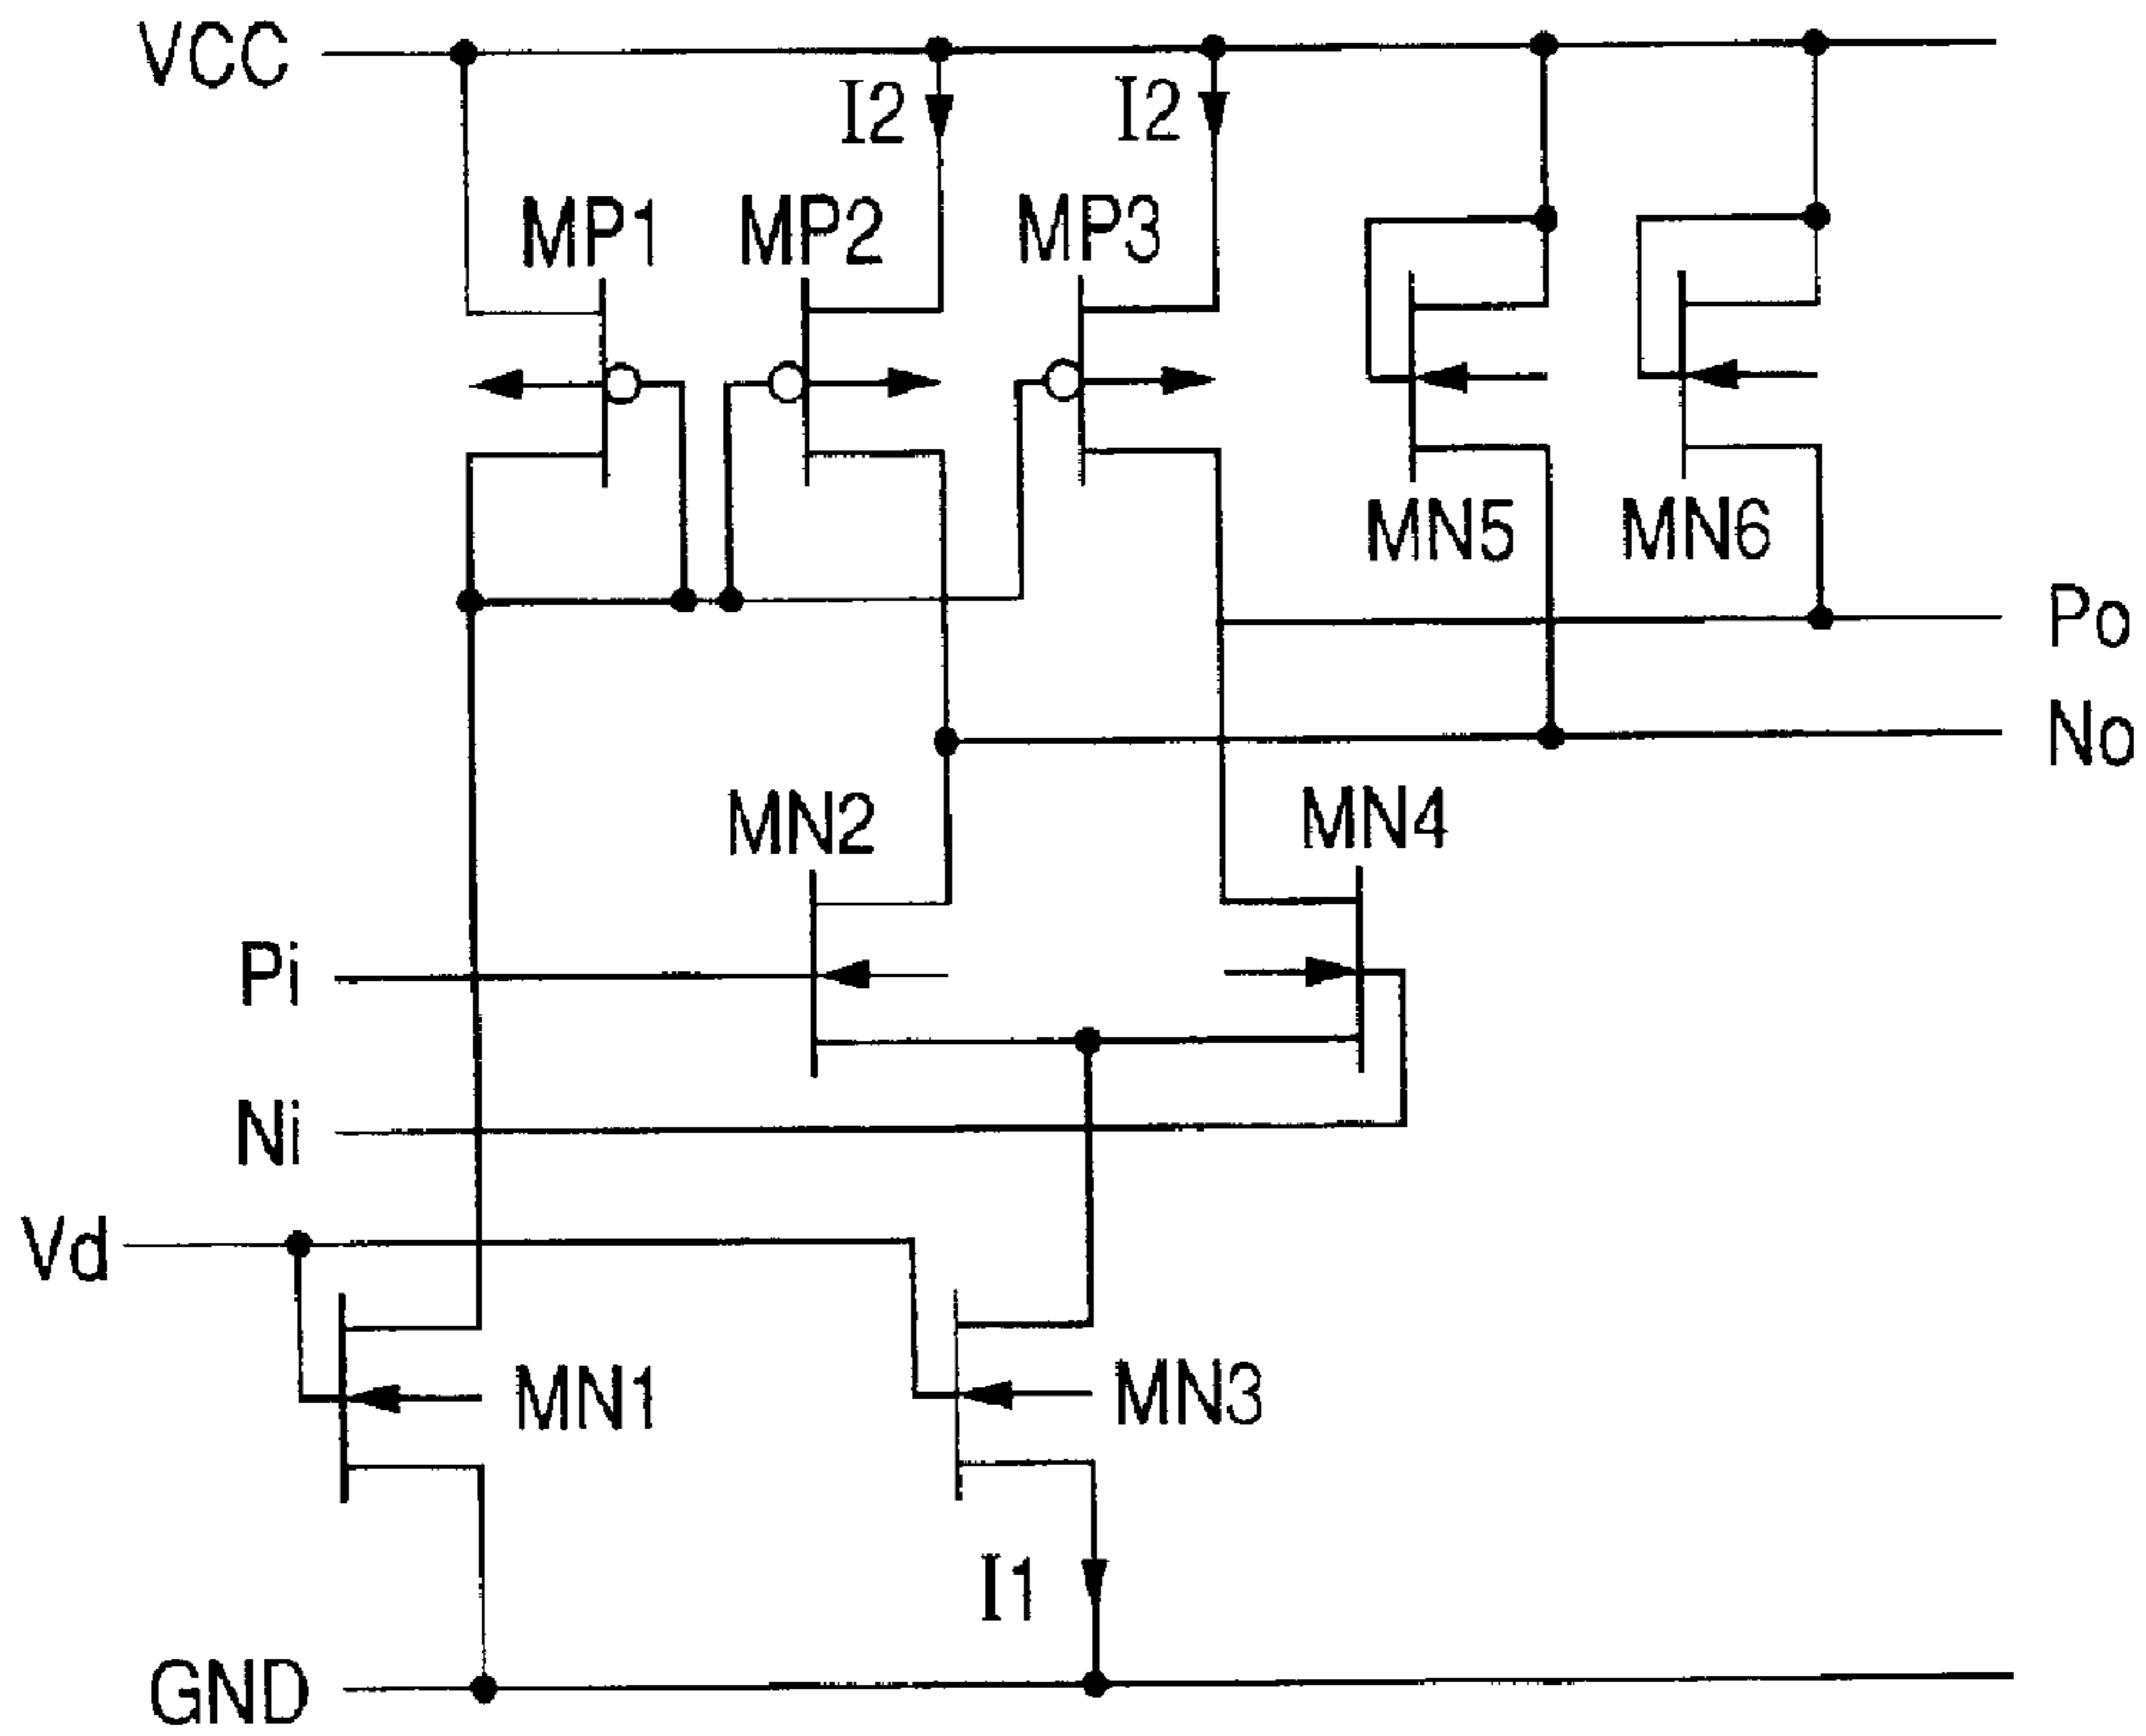 VCC
I2 I2
MP1 MP2 MP3
MN5 MN6
Po
No
MN2 MN4
Pi
Ni
Vd
MN1 MN3
I1
GND